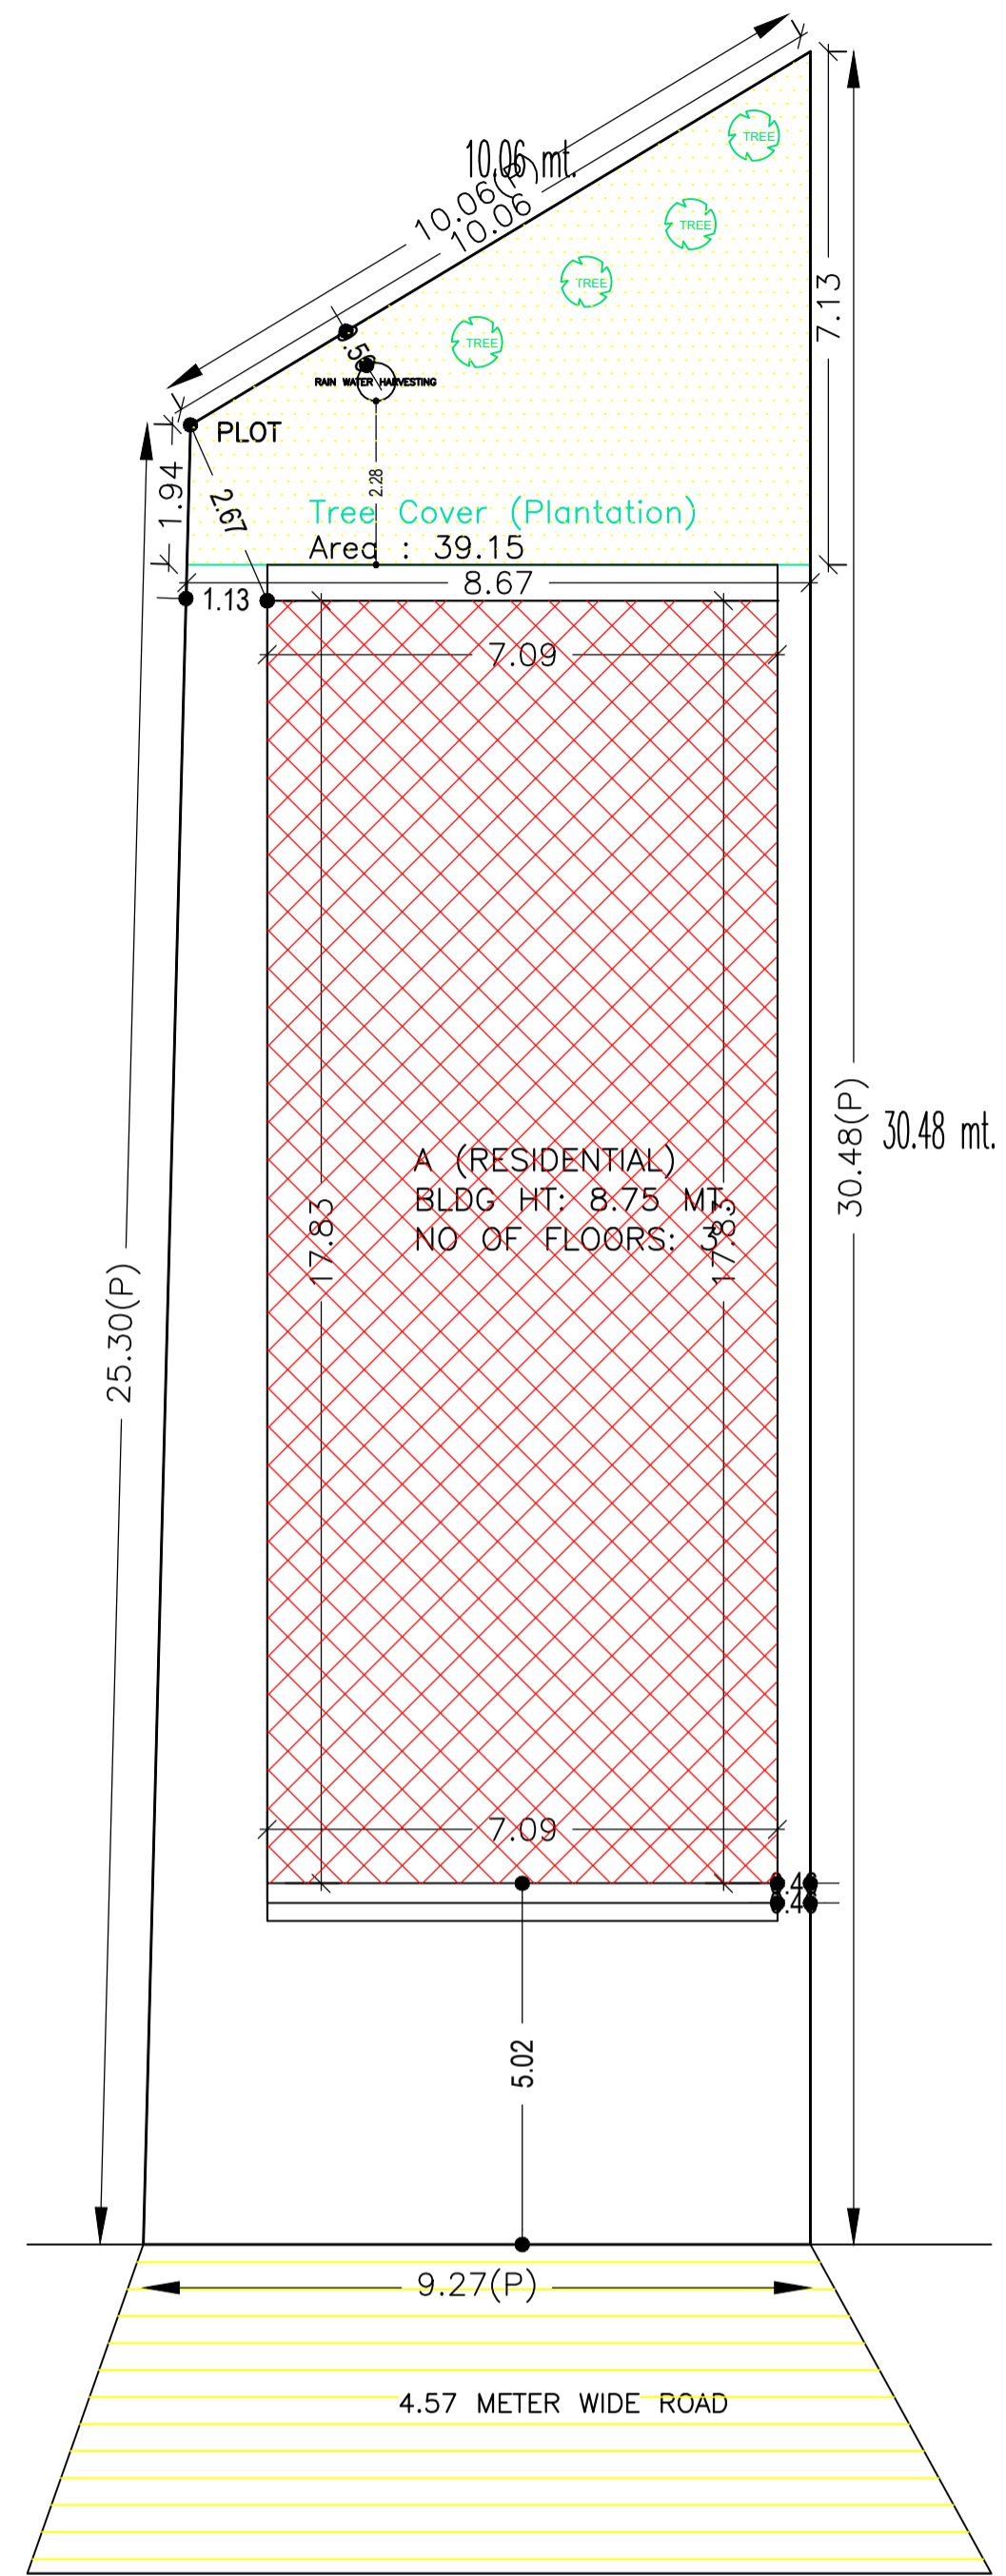 10.06 mt.
10.06(P)
10.06
TREE
TREE
TREE
TREE
7.13
RAIN WATER HARVESTING
PLOT
1.94
2.67
2.28
Tree Cover (Plantation)
Area : 39.15
8.67
1.13
7.09
A (RESIDENTIAL)
BLDG HT: 8.75 MT.
NO OF FLOORS: 3
17.83
17.83
25.30(P)
30.48(P)
30.48 mt.
7.09
5.02
9.27(P)
4.57 METER WIDE ROAD